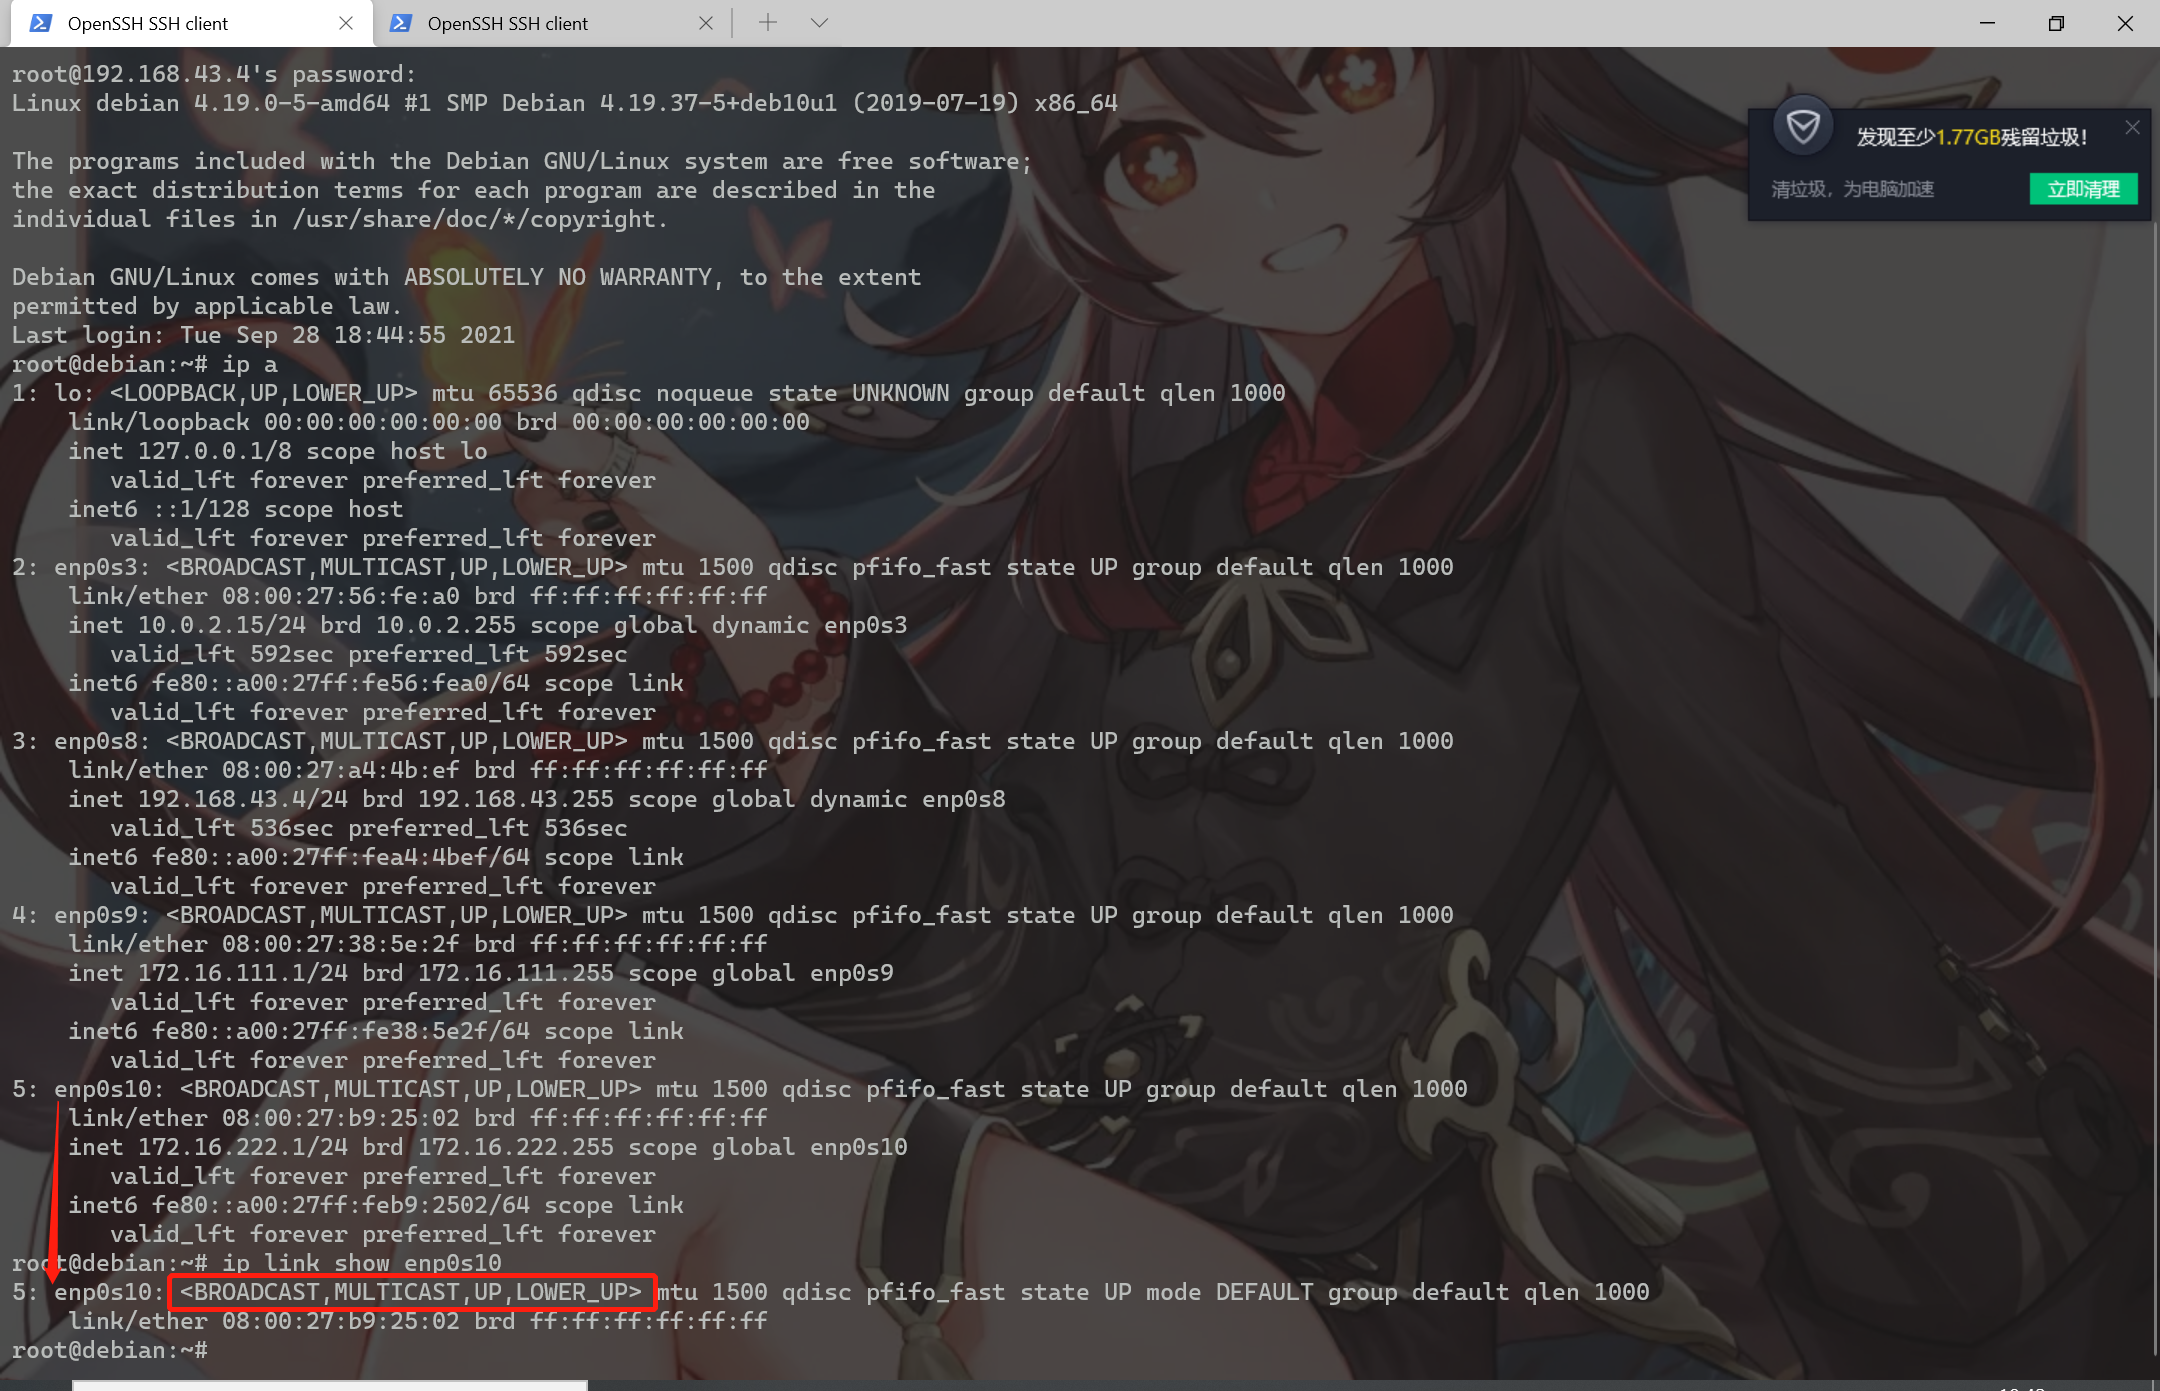 OpenSSH SSH client
OpenSSH SSH client
root@192.168.43.4's password:
Linux debian 4.19.0-5-amd64 #1 SMP Debian 4.19.37-5+deb10u1 (2019-07-19) x86_64
发现至少1.77GB残留垃圾!
清垃圾，为电脑加速
立即清理
The programs included with the Debian GNU/Linux system are free software;
the exact distribution terms for each program are described in the
individual files in /usr/share/doc/*/copyright.
Debian GNU/Linux comes with ABSOLUTELY NO WARRANTY, to the extent
permitted by applicable law.
Last login: Tue Sep 28 18:44:55 2021
root@debian:~# ip a
1: lo: <LOOPBACK,UP,LOWER_UP> mtu 65536 qdisc noqueue state UNKNOWN group default qlen 1000
link/loopback 00:00:00:00:00:00 brd 00:00:00:00:00:00
inet 127.0.0.1/8 scope host lo
valid_lft forever preferred_lft forever
inet6 ::1/128 scope host
valid_lft forever preferred_lft forever
2: enp0s3: <BROADCAST,MULTICAST,UP,LOWER_UP> mtu 1500 qdisc pfifo_fast state UP group default qlen 1000
link/ether 08:00:27:56:fe:a0 brd ff:ff:ff:ff:ff:ff
inet 10.0.2.15/24 brd 10.0.2.255 scope global dynamic enp0s3
valid_lft 592sec preferred_lft 592sec
inet6 fe80::a00:27ff:fe56:fea0/64 scope link
valid_lft forever preferred_lft forever
3: enp0s8: <BROADCAST,MULTICAST,UP,LOWER_UP> mtu 1500 qdisc pfifo_fast state UP group default qlen 1000
link/ether 08:00:27:a4:4b:ef brd ff:ff:ff:ff:ff:ff
inet 192.168.43.4/24 brd 192.168.43.255 scope global dynamic enp0s8
valid_lft 536sec preferred_lft 536sec
inet6 fe80::a00:27ff:fea4:4bef/64 scope link
valid_lft forever preferred_lft forever
4: enp0s9: <BROADCAST,MULTICAST,UP,LOWER_UP> mtu 1500 qdisc pfifo_fast state UP group default qlen 1000
link/ether 08:00:27:38:5e:2f brd ff:ff:ff:ff:ff:ff
inet 172.16.111.1/24 brd 172.16.111.255 scope global enp0s9
valid_lft forever preferred_lft forever
inet6 fe80::a00:27ff:fe38:5e2f/64 scope link
valid_lft forever preferred_lft forever
5: enp0s10: <BROADCAST,MULTICAST,UP,LOWER_UP> mtu 1500 qdisc pfifo_fast state UP group default qlen 1000
link/ether 08:00:27:b9:25:02 brd ff:ff:ff:ff:ff:ff
inet 172.16.222.1/24 brd 172.16.222.255 scope global enp0s10
valid_lft forever preferred_lft forever
inet6 fe80::a00:27ff:feb9:2502/64 scope link
valid_lft forever preferred_lft forever
root@debian:~# ip link show enp0s10
5: enp0s10: <BROADCAST,MULTICAST,UP,LOWER_UP> mtu 1500 qdisc pfifo_fast state UP mode DEFAULT group default qlen 1000
link/ether 08:00:27:b9:25:02 brd ff:ff:ff:ff:ff:ff
root@debian:~#